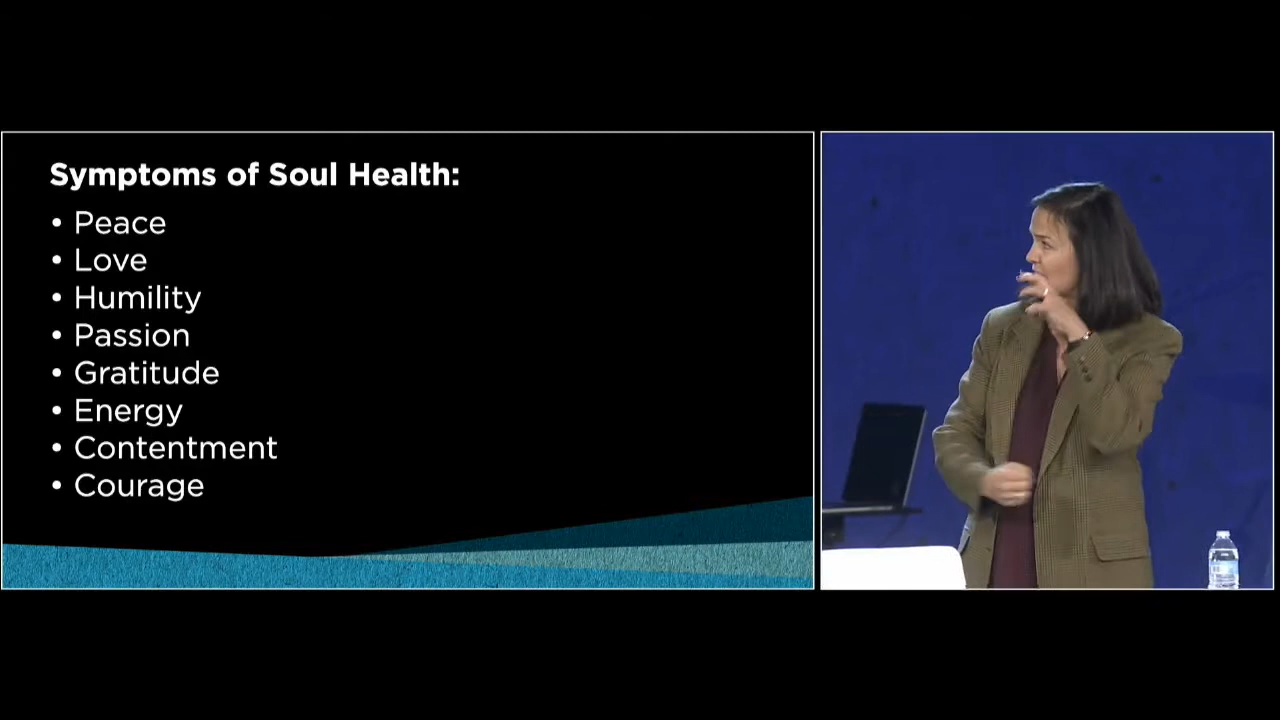 Symptoms of Soul Health:
• Peace
• Love
• Humility
• Passion
• Gratitude
• Energy
• Contentment
• Courage